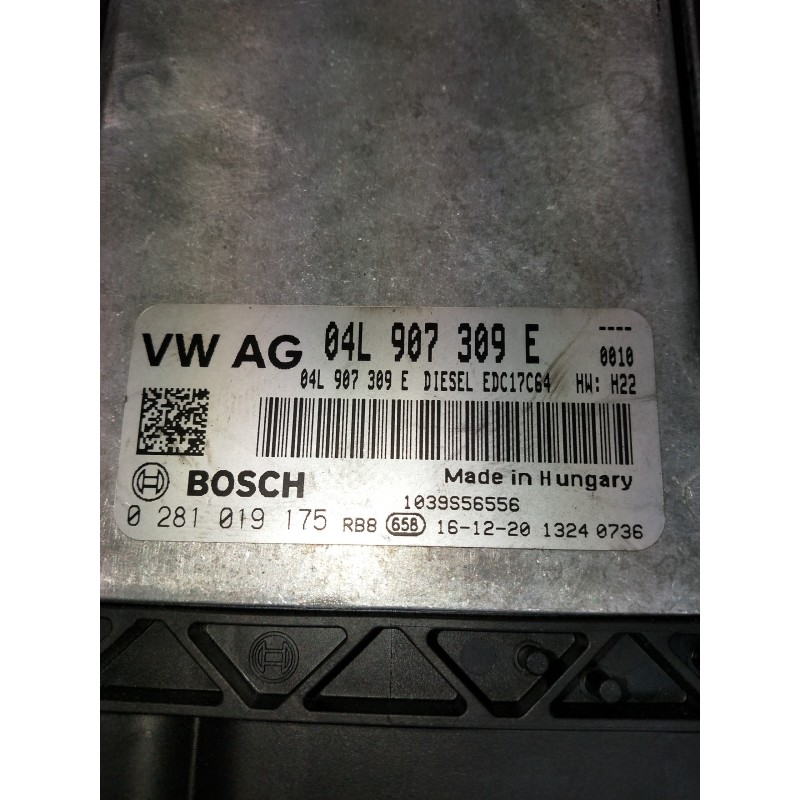 VW AG 04L 907 309 E ----
0010
04L 907 309 E DIESEL EDC17C64 HW: H22
BOSCH Made in Hungary
1039S56556
0 281 019 175 RB8 658 16-12-20 1324 0736